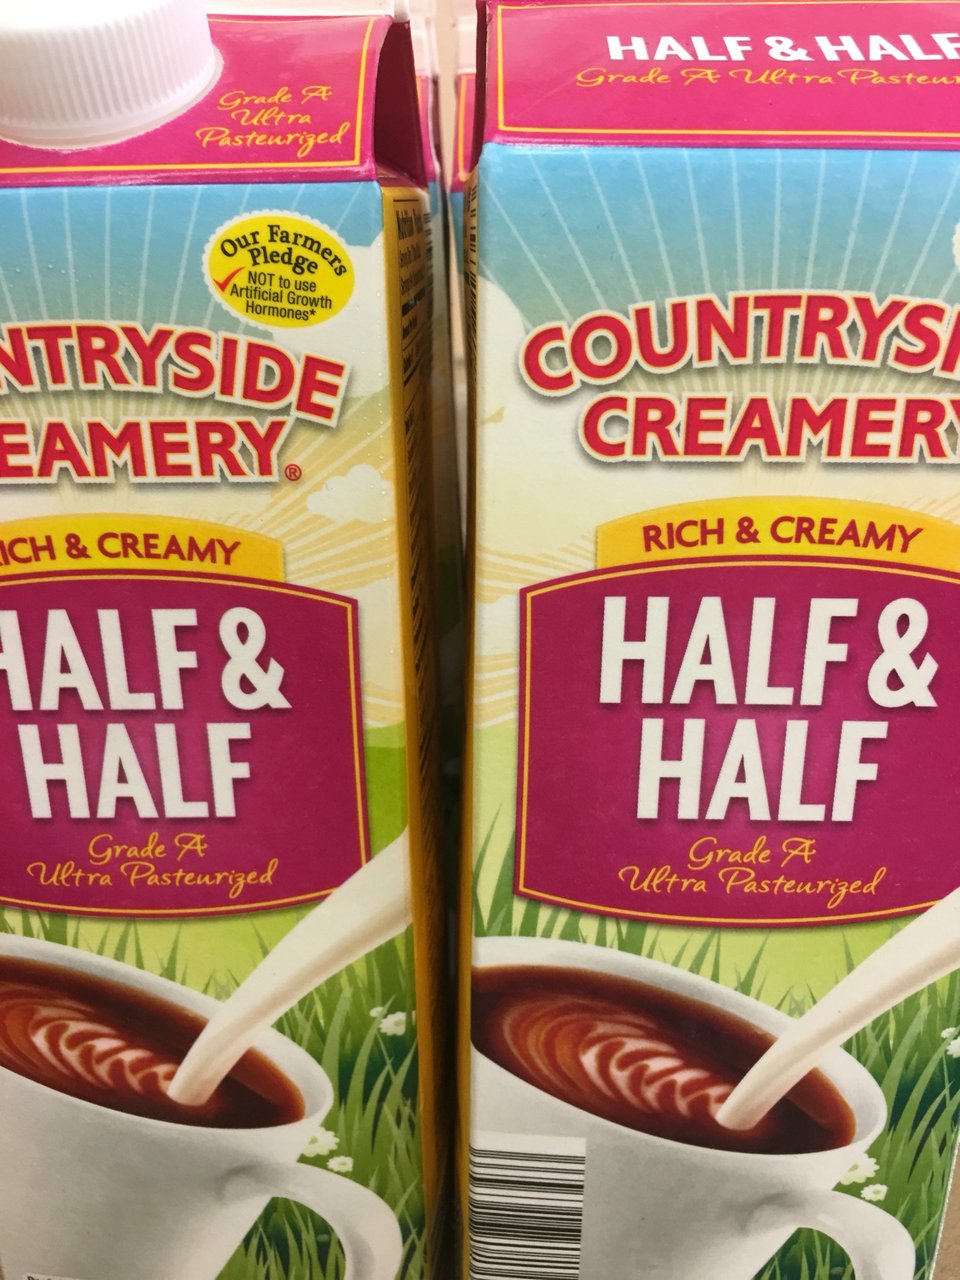 Grade A
Ultra
Pasteurized
Our Farmers
Pledge
NOT to use
Artificial Growth
Hormones*
NTRYSIDE
EAMERY®
ICH & CREAMY
HALF &
HALF
Grade A
Ultra Pasteurized
HALF & HALF
Grade A Ultra Pasteur
COUNTRYSI
CREAMERY
RICH & CREAMY
HALF &
HALF
Grade A
Ultra Pasteurized